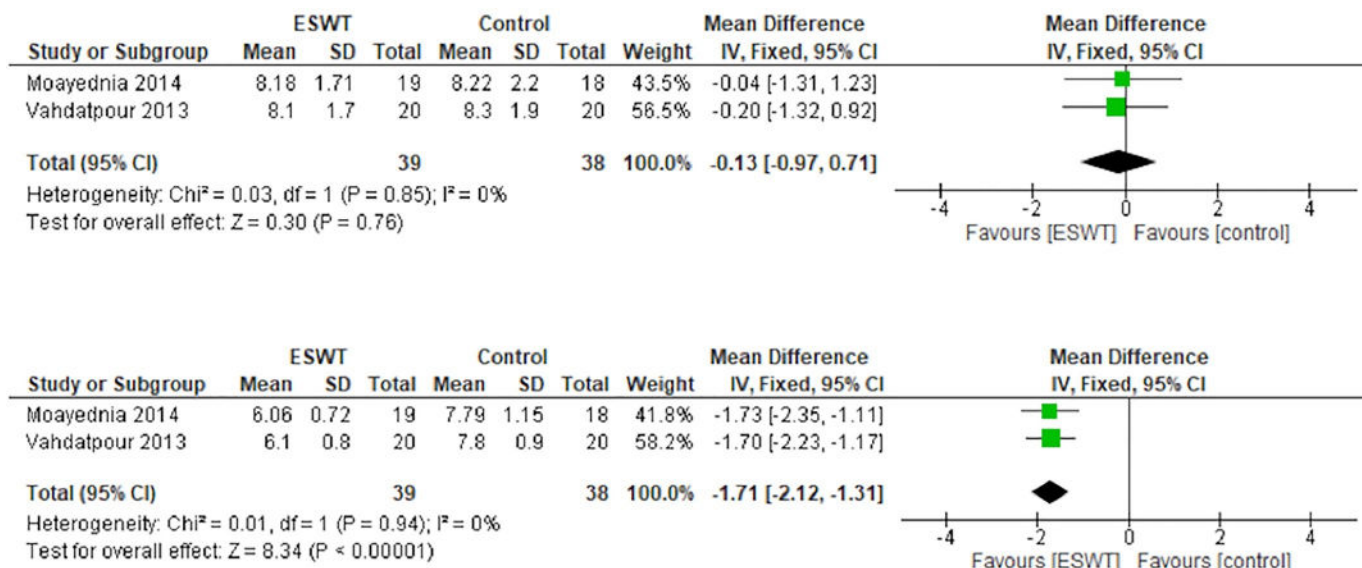 ESWT Control Mean Difference Mean Difference
Study or Subgroup Mean SD Total Mean SD Total Weight IV, Fixed, 95% CI IV, Fixed, 95% CI
Moayednia 2014 8.18 1.71 19 8.22 2.2 18 43.5% -0.04 [-1.31, 1.23]
Vahdatpour 2013 8.1 1.7 20 8.3 1.9 20 56.5% -0.20 [-1.32, 0.92]
Total (95% CI) 39 38 100.0% -0.13 [-0.97, 0.71]
Heterogeneity: Chi² = 0.03, df = 1 (P = 0.85); I² = 0%
Test for overall effect: Z = 0.30 (P = 0.76)
-4 -2 0 2 4
Favours [ESWT] Favours [control]
ESWT Control Mean Difference Mean Difference
Study or Subgroup Mean SD Total Mean SD Total Weight IV, Fixed, 95% CI IV, Fixed, 95% CI
Moayednia 2014 6.06 0.72 19 7.79 1.15 18 41.8% -1.73 [-2.35, -1.11]
Vahdatpour 2013 6.1 0.8 20 7.8 0.9 20 58.2% -1.70 [-2.23, -1.17]
Total (95% CI) 39 38 100.0% -1.71 [-2.12, -1.31]
Heterogeneity: Chi² = 0.01, df = 1 (P = 0.94); I² = 0%
Test for overall effect: Z = 8.34 (P < 0.00001)
-4 -2 0 2 4
Favours [ESWT] Favours [control]